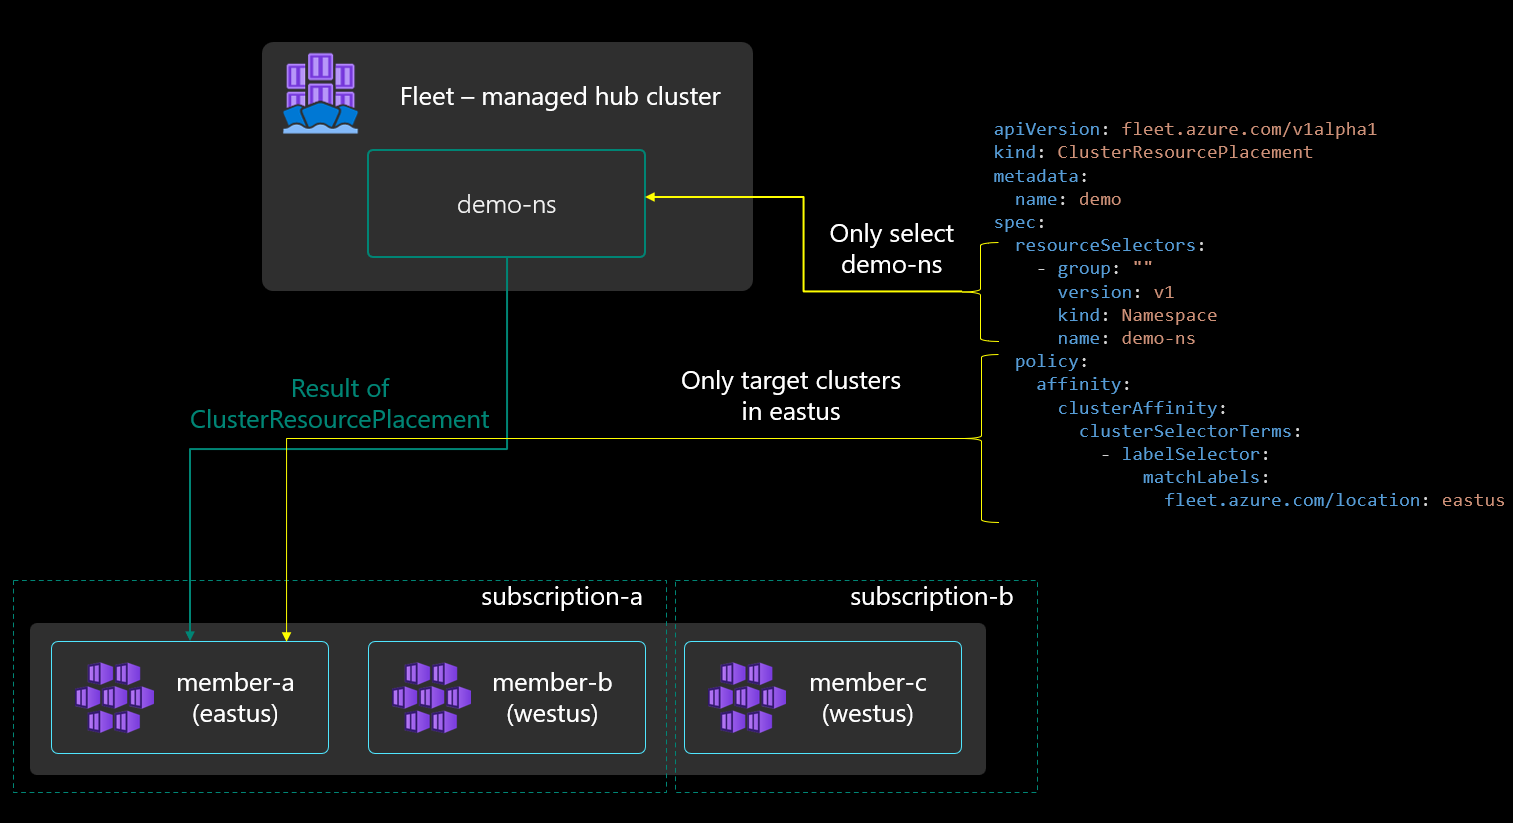 Fleet – managed hub cluster
demo-ns
Only select
demo-ns
apiVersion: fleet.azure.com/v1alpha1
kind: ClusterResourcePlacement
metadata:
  name: demo
spec:
  resourceSelectors:
    - group: ""
      version: v1
      kind: Namespace
      name: demo-ns
  policy:
    affinity:
      clusterAffinity:
        clusterSelectorTerms:
          - labelSelector:
              matchLabels:
                fleet.azure.com/location: eastus
Only target clusters
in eastus
Result of
ClusterResourcePlacement
subscription-a
subscription-b
member-a
(eastus)
member-b
(westus)
member-c
(westus)